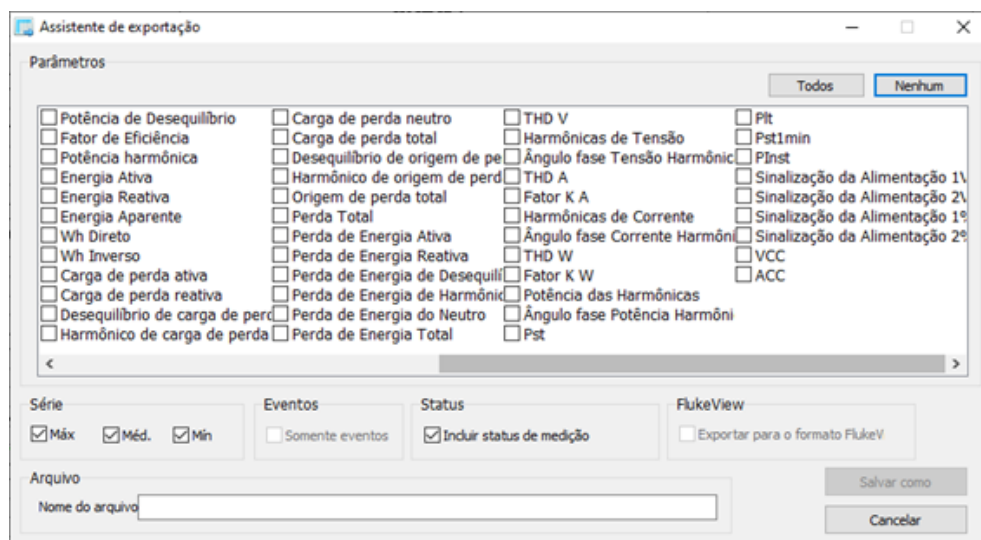 Assistente de exportação
Parâmetros
Todos
Nenhum
Potência de Desequilíbrio
Fator de Eficiência
Potência harmônica
Energia Ativa
Energia Reativa
Energia Aparente
Wh Direto
Wh Inverso
Carga de perda ativa
Carga de perda reativa
Desequilíbrio de carga de perd
Harmônico de carga de perda
Carga de perda neutro
Carga de perda total
Desequilíbrio de origem de pe
Harmônico de origem de perd
Origem de perda total
Perda Total
Perda de Energia Ativa
Perda de Energia Reativa
Perda de Energia de Desequilí
Perda de Energia de Harmônic
Perda de Energia do Neutro
Perda de Energia Total
THD V
Harmônicas de Tensão
Ângulo fase Tensão Harmônic
THD A
Fator K A
Harmônicas de Corrente
Ângulo fase Corrente Harmôni
THD W
Fator K W
Potência das Harmônicas
Ângulo fase Potência Harmôni
Pst
Plt
Pst1min
PInst
Sinalização da Alimentação 1V
Sinalização da Alimentação 2V
Sinalização da Alimentação 1º
Sinalização da Alimentação 2º
VCC
ACC
Série
Máx
Méd.
Mín
Eventos
Somente eventos
Status
Incluir status de medição
FlukeView
Exportar para o formato FlukeV
Arquivo
Nome do arquivo
Salvar como
Cancelar